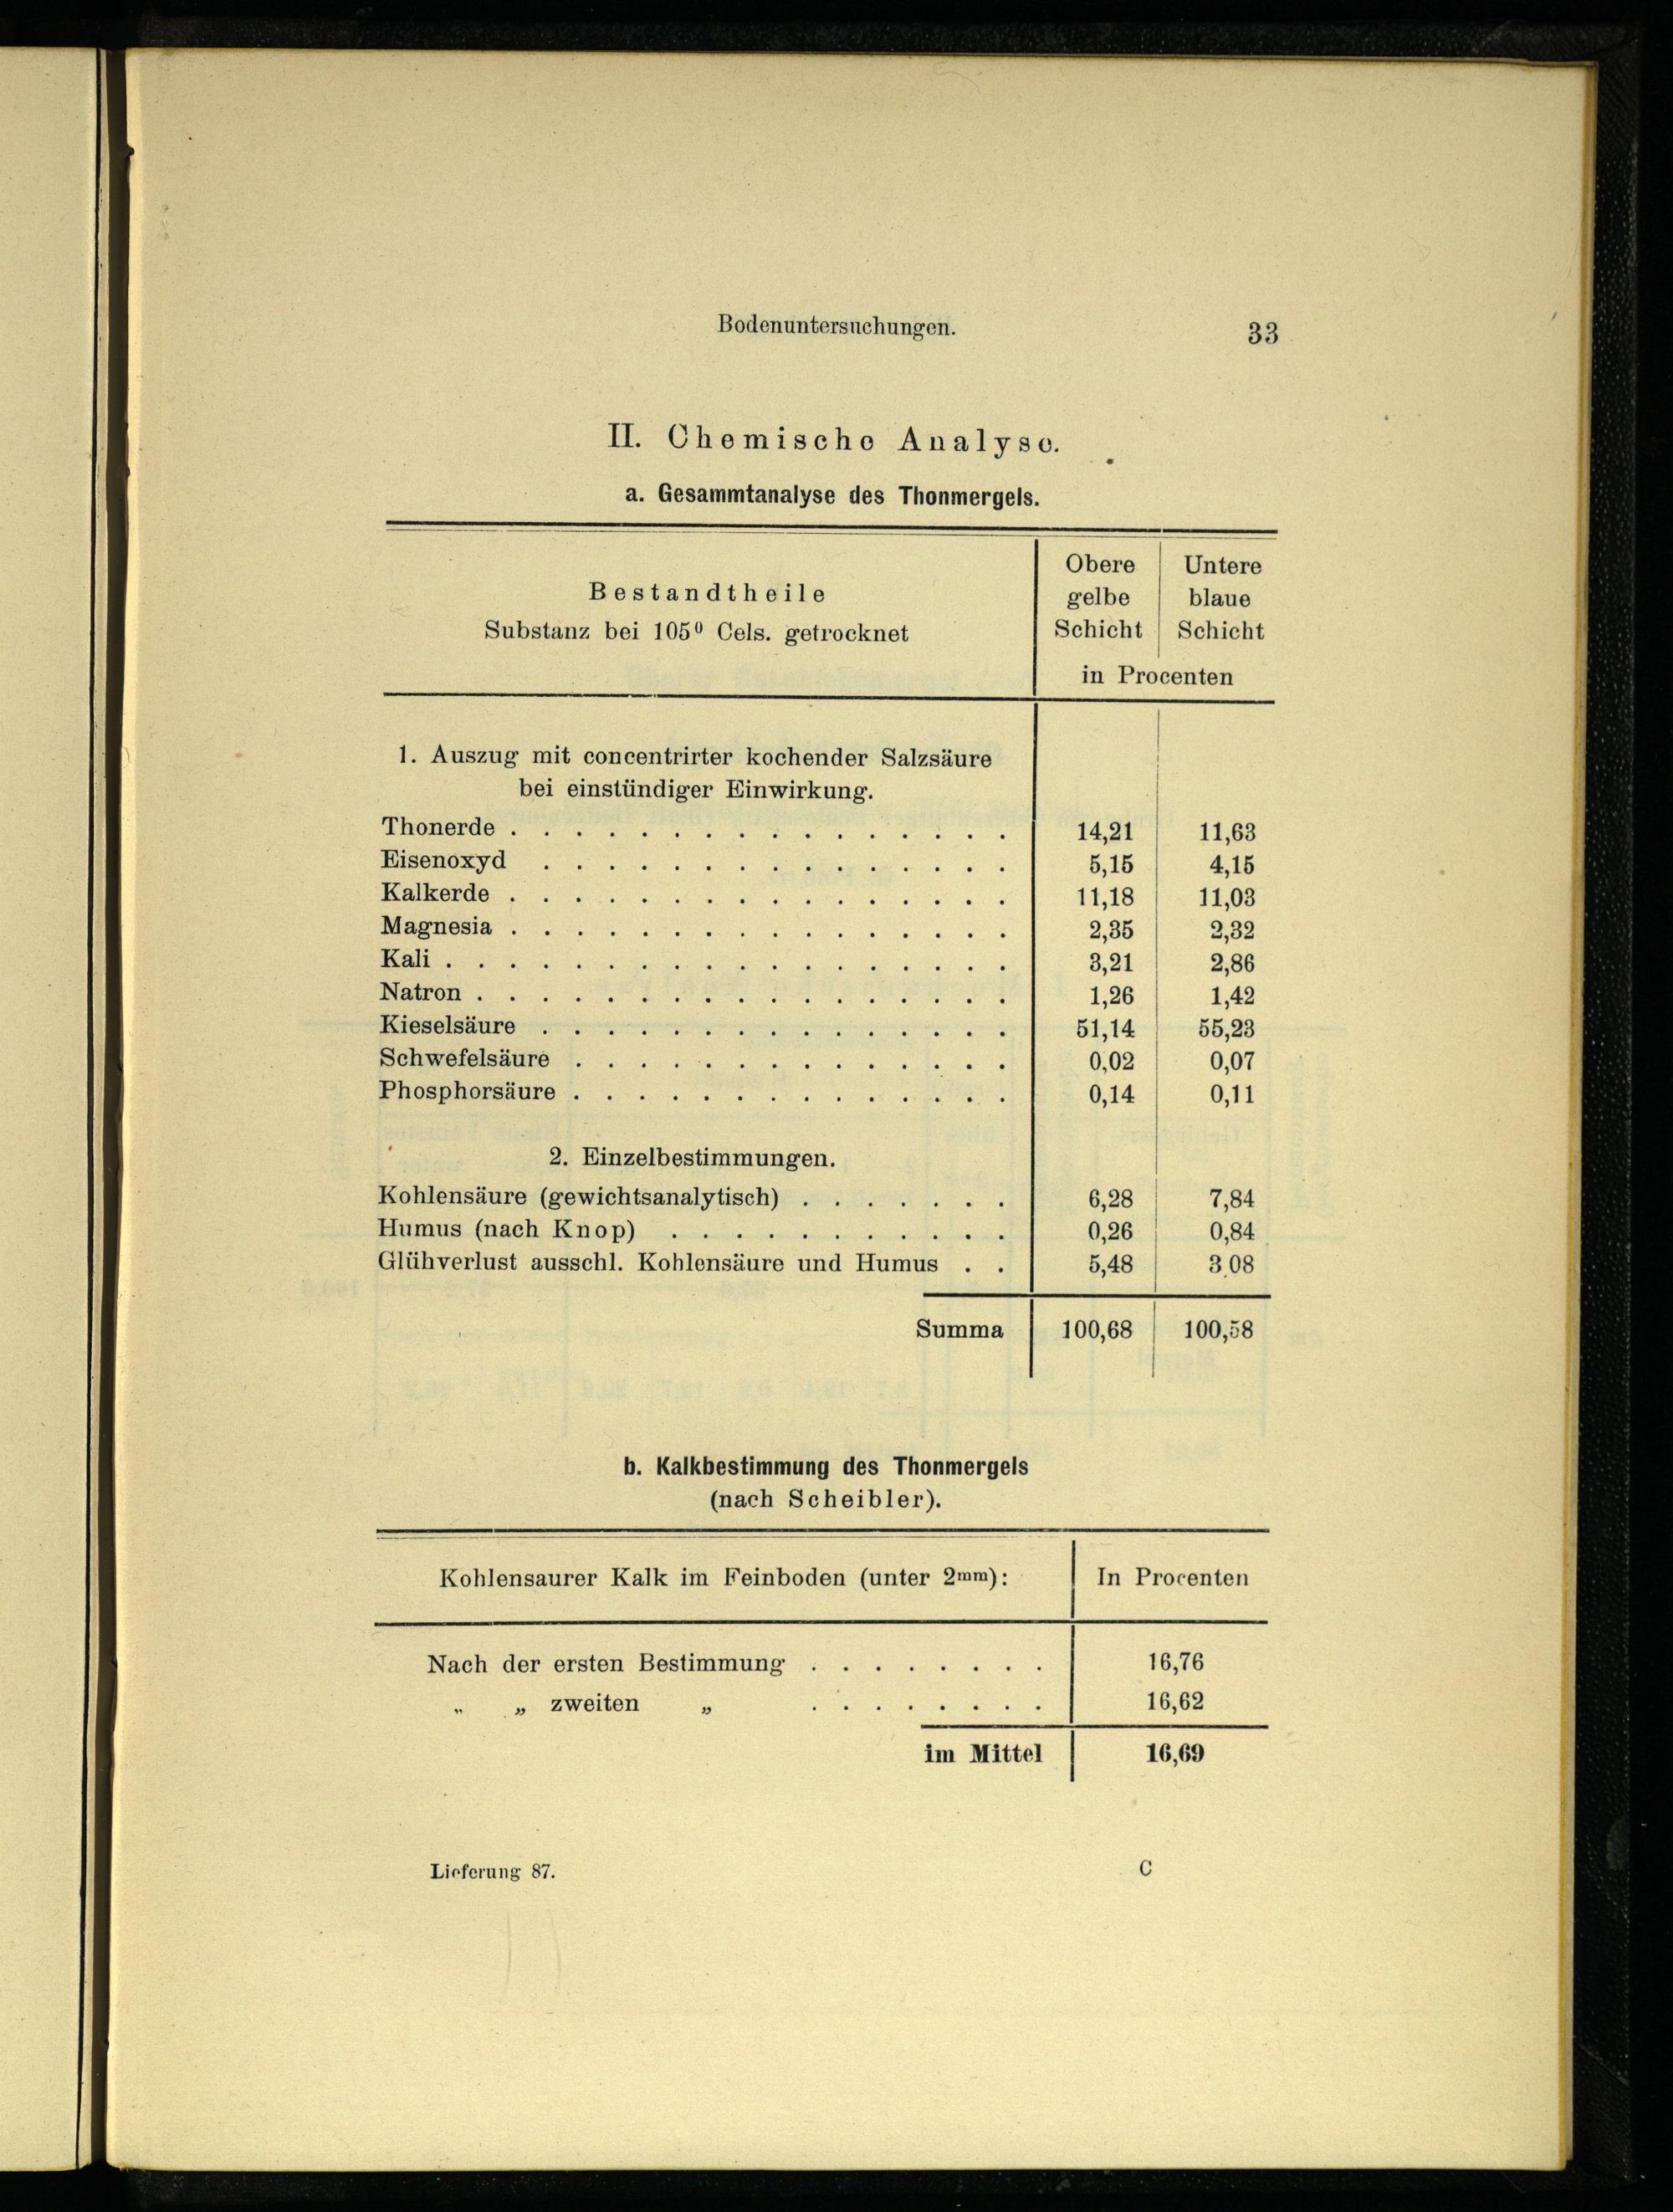 Bodenuntersuchungen. 33
II. Chemische Analyse.
a. Gesammtanalyse des Thonmergels.
Bestandtheile
Substanz bei 105⁰ Cels. getrocknet
Obere Untere
gelbe blaue
Schicht Schicht
in Procenten
1. Auszug mit concentrirter kochender Salzsäure
bei einstündiger Einwirkung.
Thonerde . . . . . . . . . . . . . . . . 14,21 11,63
Eisenoxyd . . . . . . . . . . . . . . . 5,15 4,15
Kalkerde . . . . . . . . . . . . . . . . 11,18 11,03
Magnesia . . . . . . . . . . . . . . . . 2,35 2,32
Kali . . . . . . . . . . . . . . . . . . 3,21 2,86
Natron . . . . . . . . . . . . . . . . . 1,26 1,42
Kieselsäure . . . . . . . . . . . . . . . 51,14 55,23
Schwefelsäure . . . . . . . . . . . . . . 0,02 0,07
Phosphorsäure . . . . . . . . . . . . . . 0,14 0,11
2. Einzelbestimmungen.
Kohlensäure (gewichtsanalytisch) . . . . . . . 6,28 7,84
Humus (nach Knop) . . . . . . . . . . . 0,26 0,84
Glühverlust ausschl. Kohlensäure und Humus . . 5,48 3,08
Summa 100,68 100,58
b. Kalkbestimmung des Thonmergels
(nach Scheibler).
Kohlensaurer Kalk im Feinboden (unter 2mm): In Procenten
Nach der ersten Bestimmung . . . . . . . . 16,76
„ „ zweiten „ . . . . . . . . 16,62
im Mittel 16,69
Lieferung 87. C